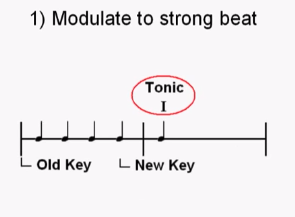 1) Modulate to strong beat
Tonic
I
Old Key
New Key